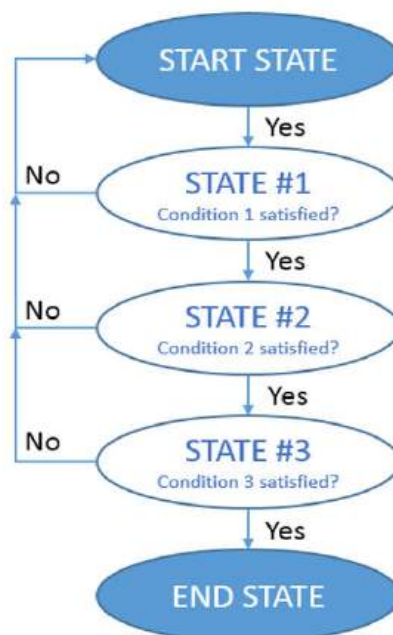 START STATE
Yes
No
STATE #1
Condition 1 satisfied?
Yes
No
STATE #2
Condition 2 satisfied?
Yes
No
STATE #3
Condition 3 satisfied?
Yes
END STATE